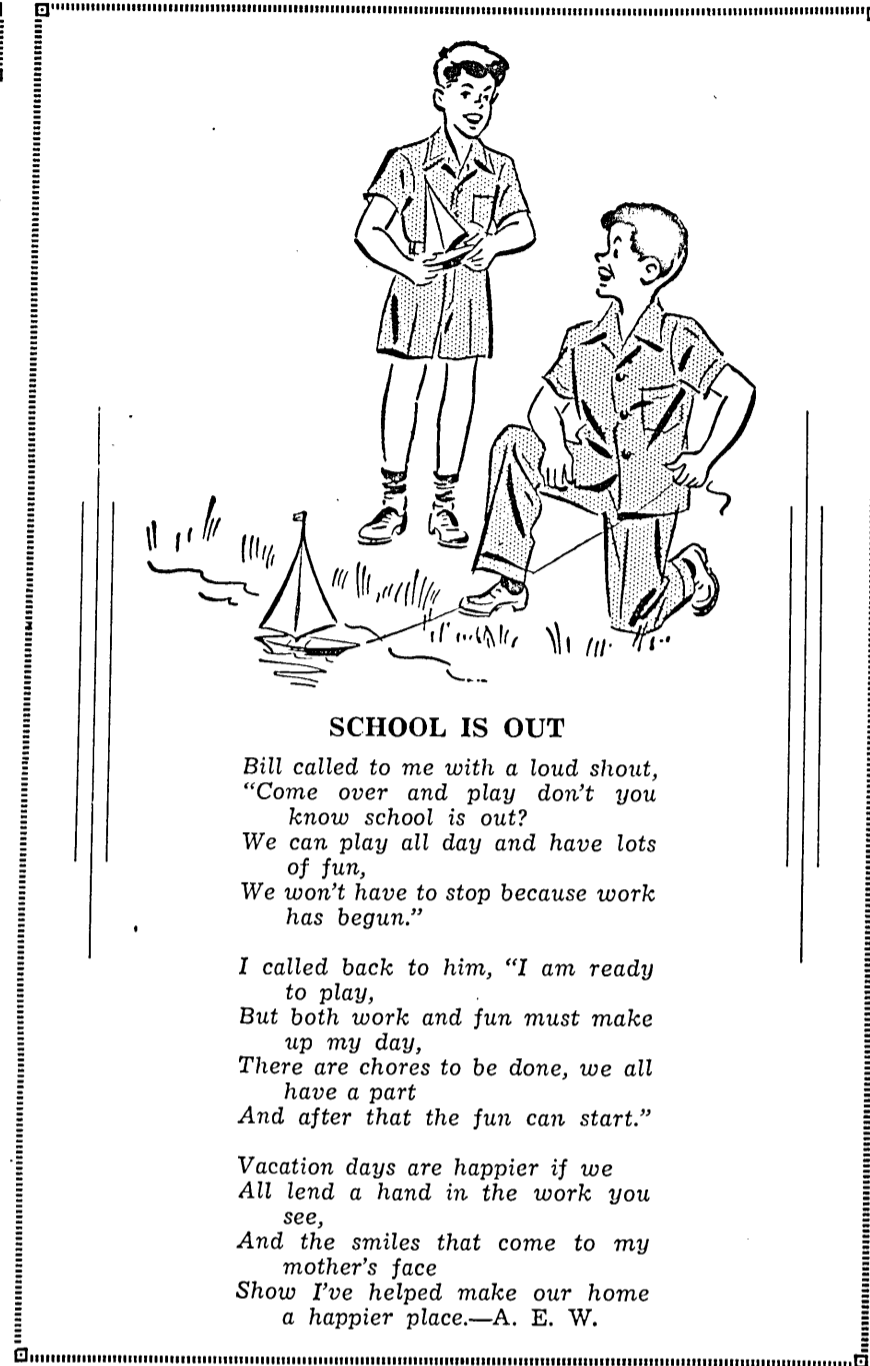 SCHOOL IS OUT
Bill called to me with a loud shout,
“Come over and play don’t you
know school is out?
We can play all day and have lots
of fun,
We won’t have to stop because work
has begun.”
I called back to him, “I am ready
to play,
But both work and fun must make
up my day,
There are chores to be done, we all
have a part
And after that the fun can start.”
Vacation days are happier if we
All lend a hand in the work you
see,
And the smiles that come to my
mother’s face
Show I’ve helped make our home
a happier place.—A. E. W.